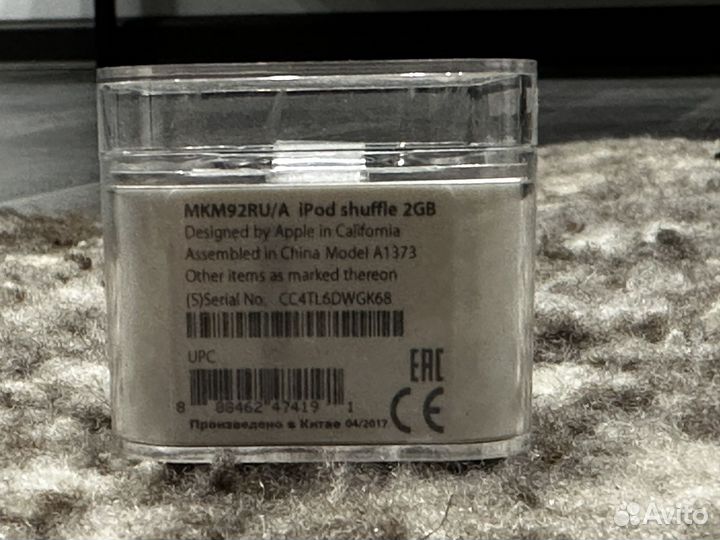 MKM92RU/A iPod shuffle 2GB
Designed by Apple in California
Assembled in China Model A1373
Other items as marked thereon
(S)Serial No. CC4TL6DWGK68
UPC
EAC
8 88462 47419 1
CE
Произведено в Китае 04/2017
Avito